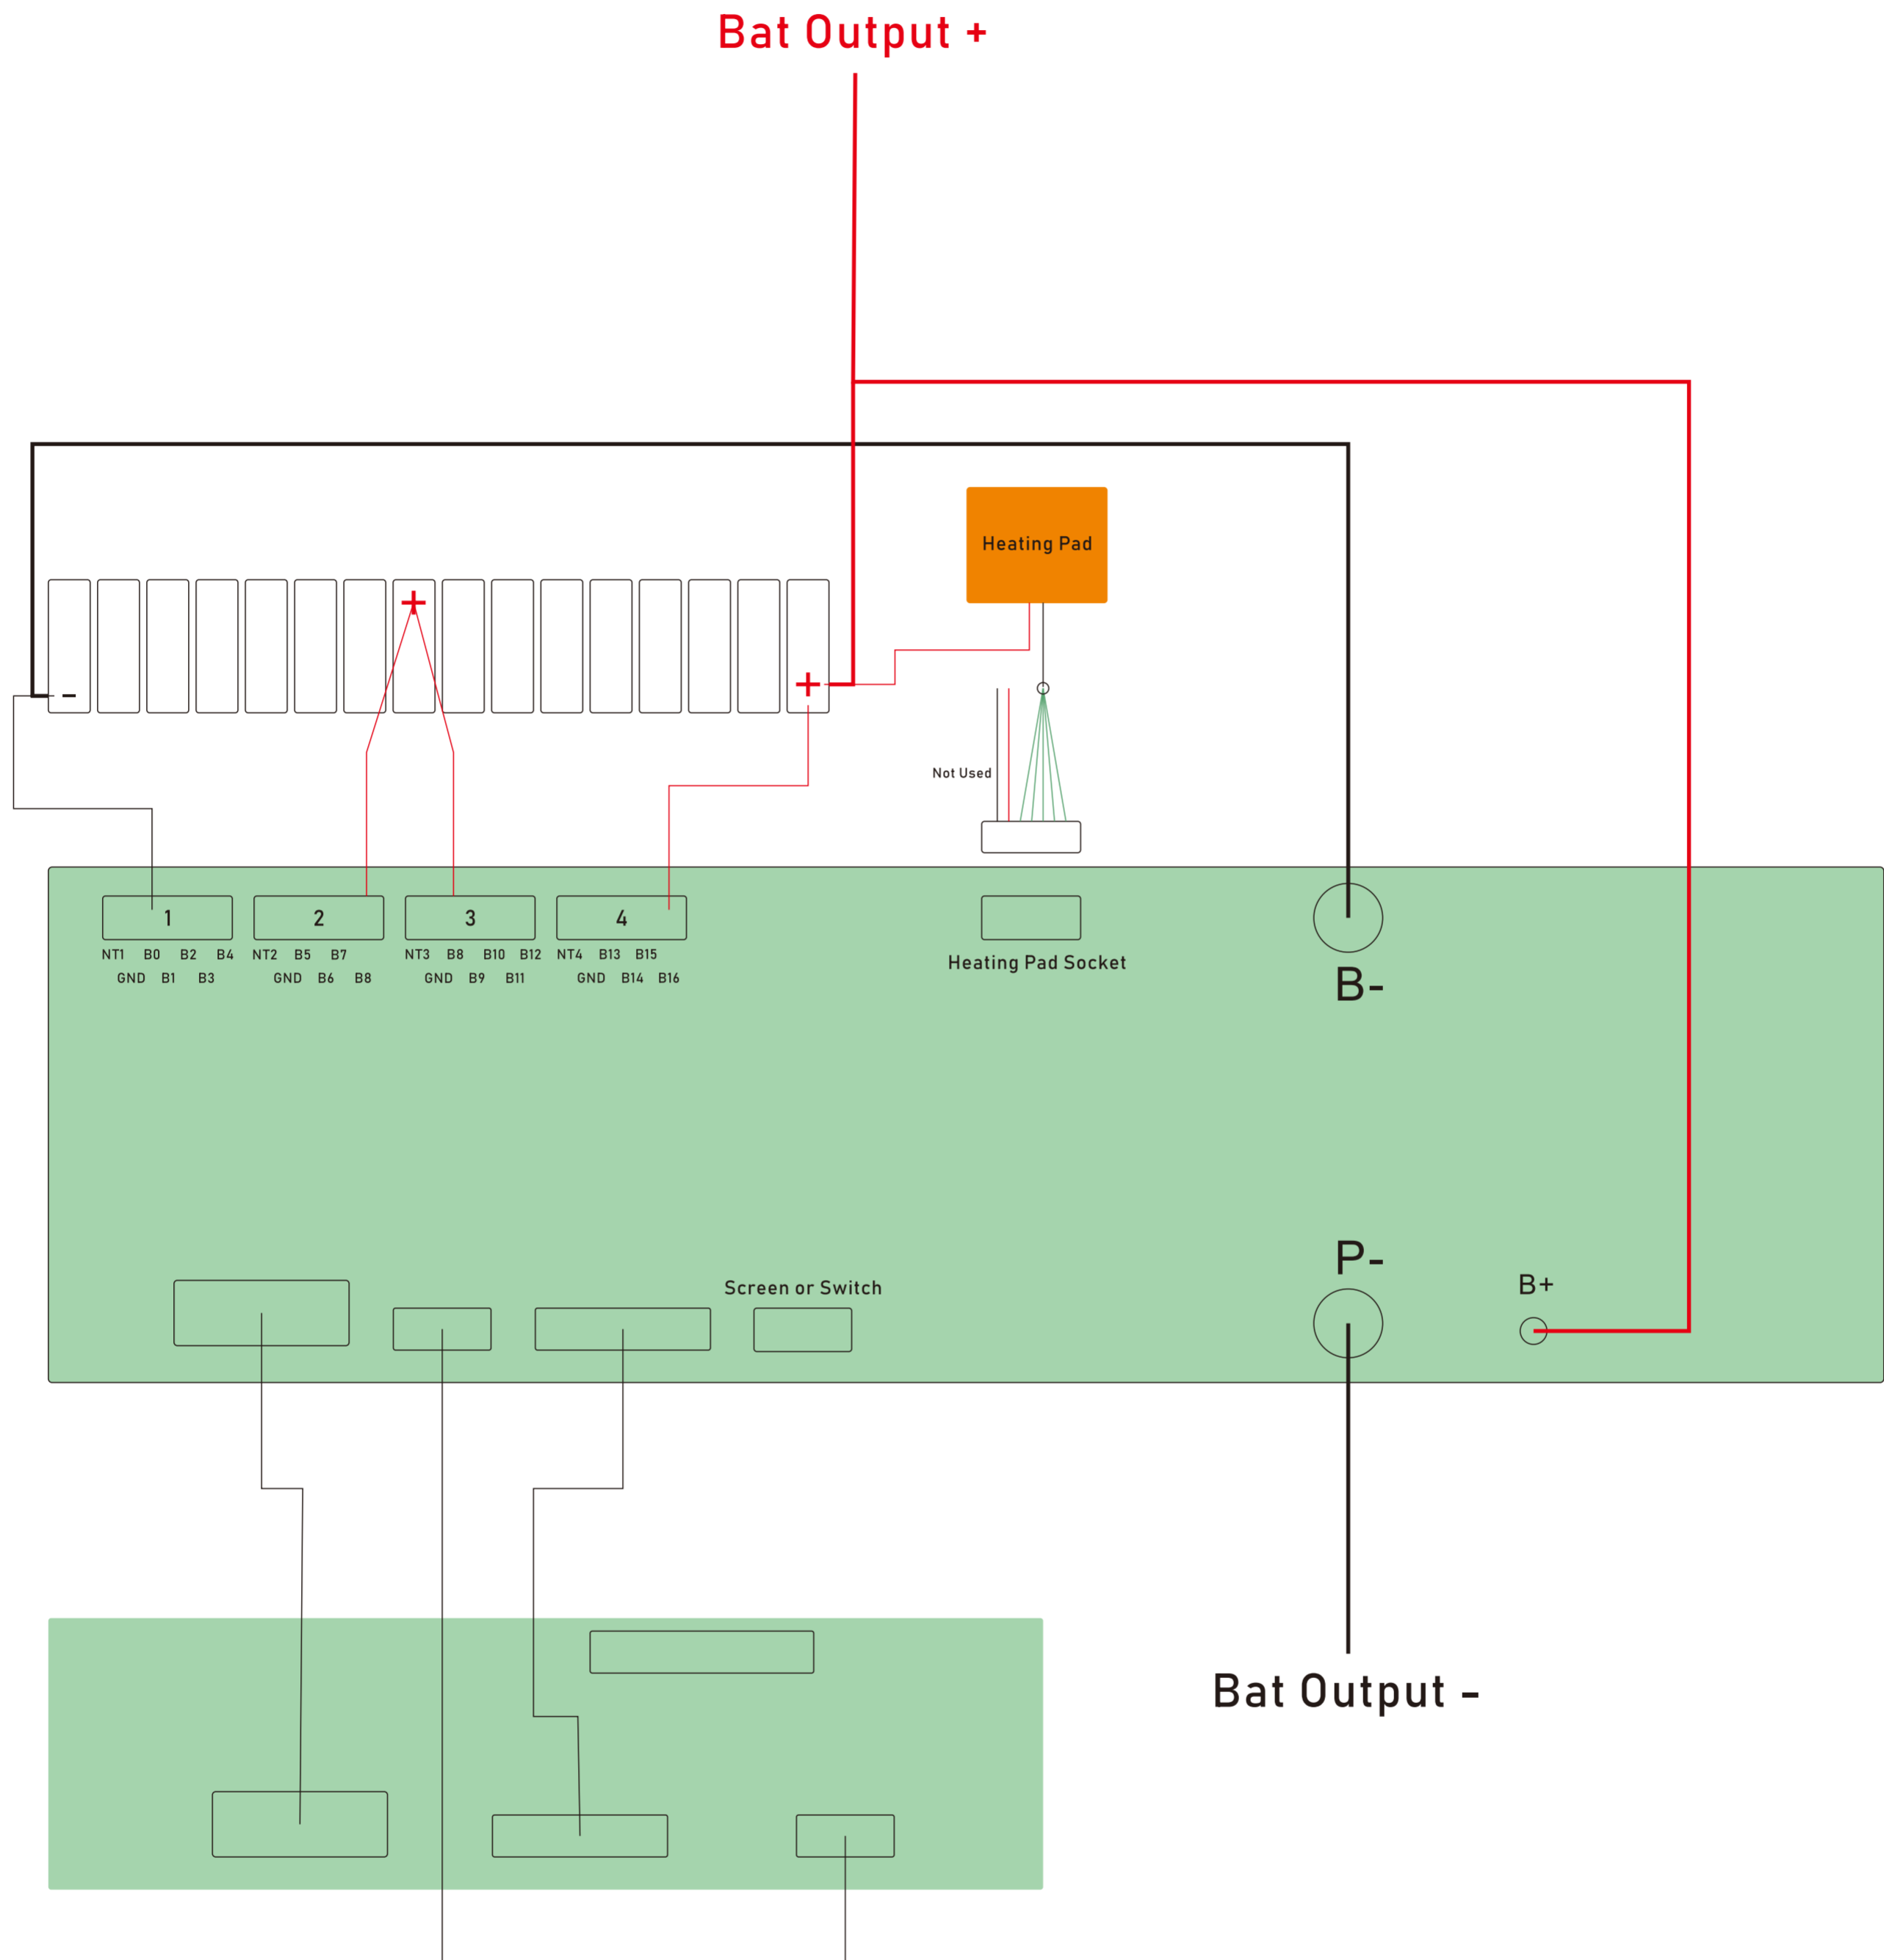 Bat Output +
Heating Pad
+
+
-
Not Used
1 2 3 4
NT1 B0 B2 B4 NT2 B5 B7 NT3 B8 B10 B12 NT4 B13 B15
GND B1 B3 GND B6 B8 GND B9 B11 GND B14 B16
Heating Pad Socket
B-
P-
B+
Screen or Switch
Bat Output -